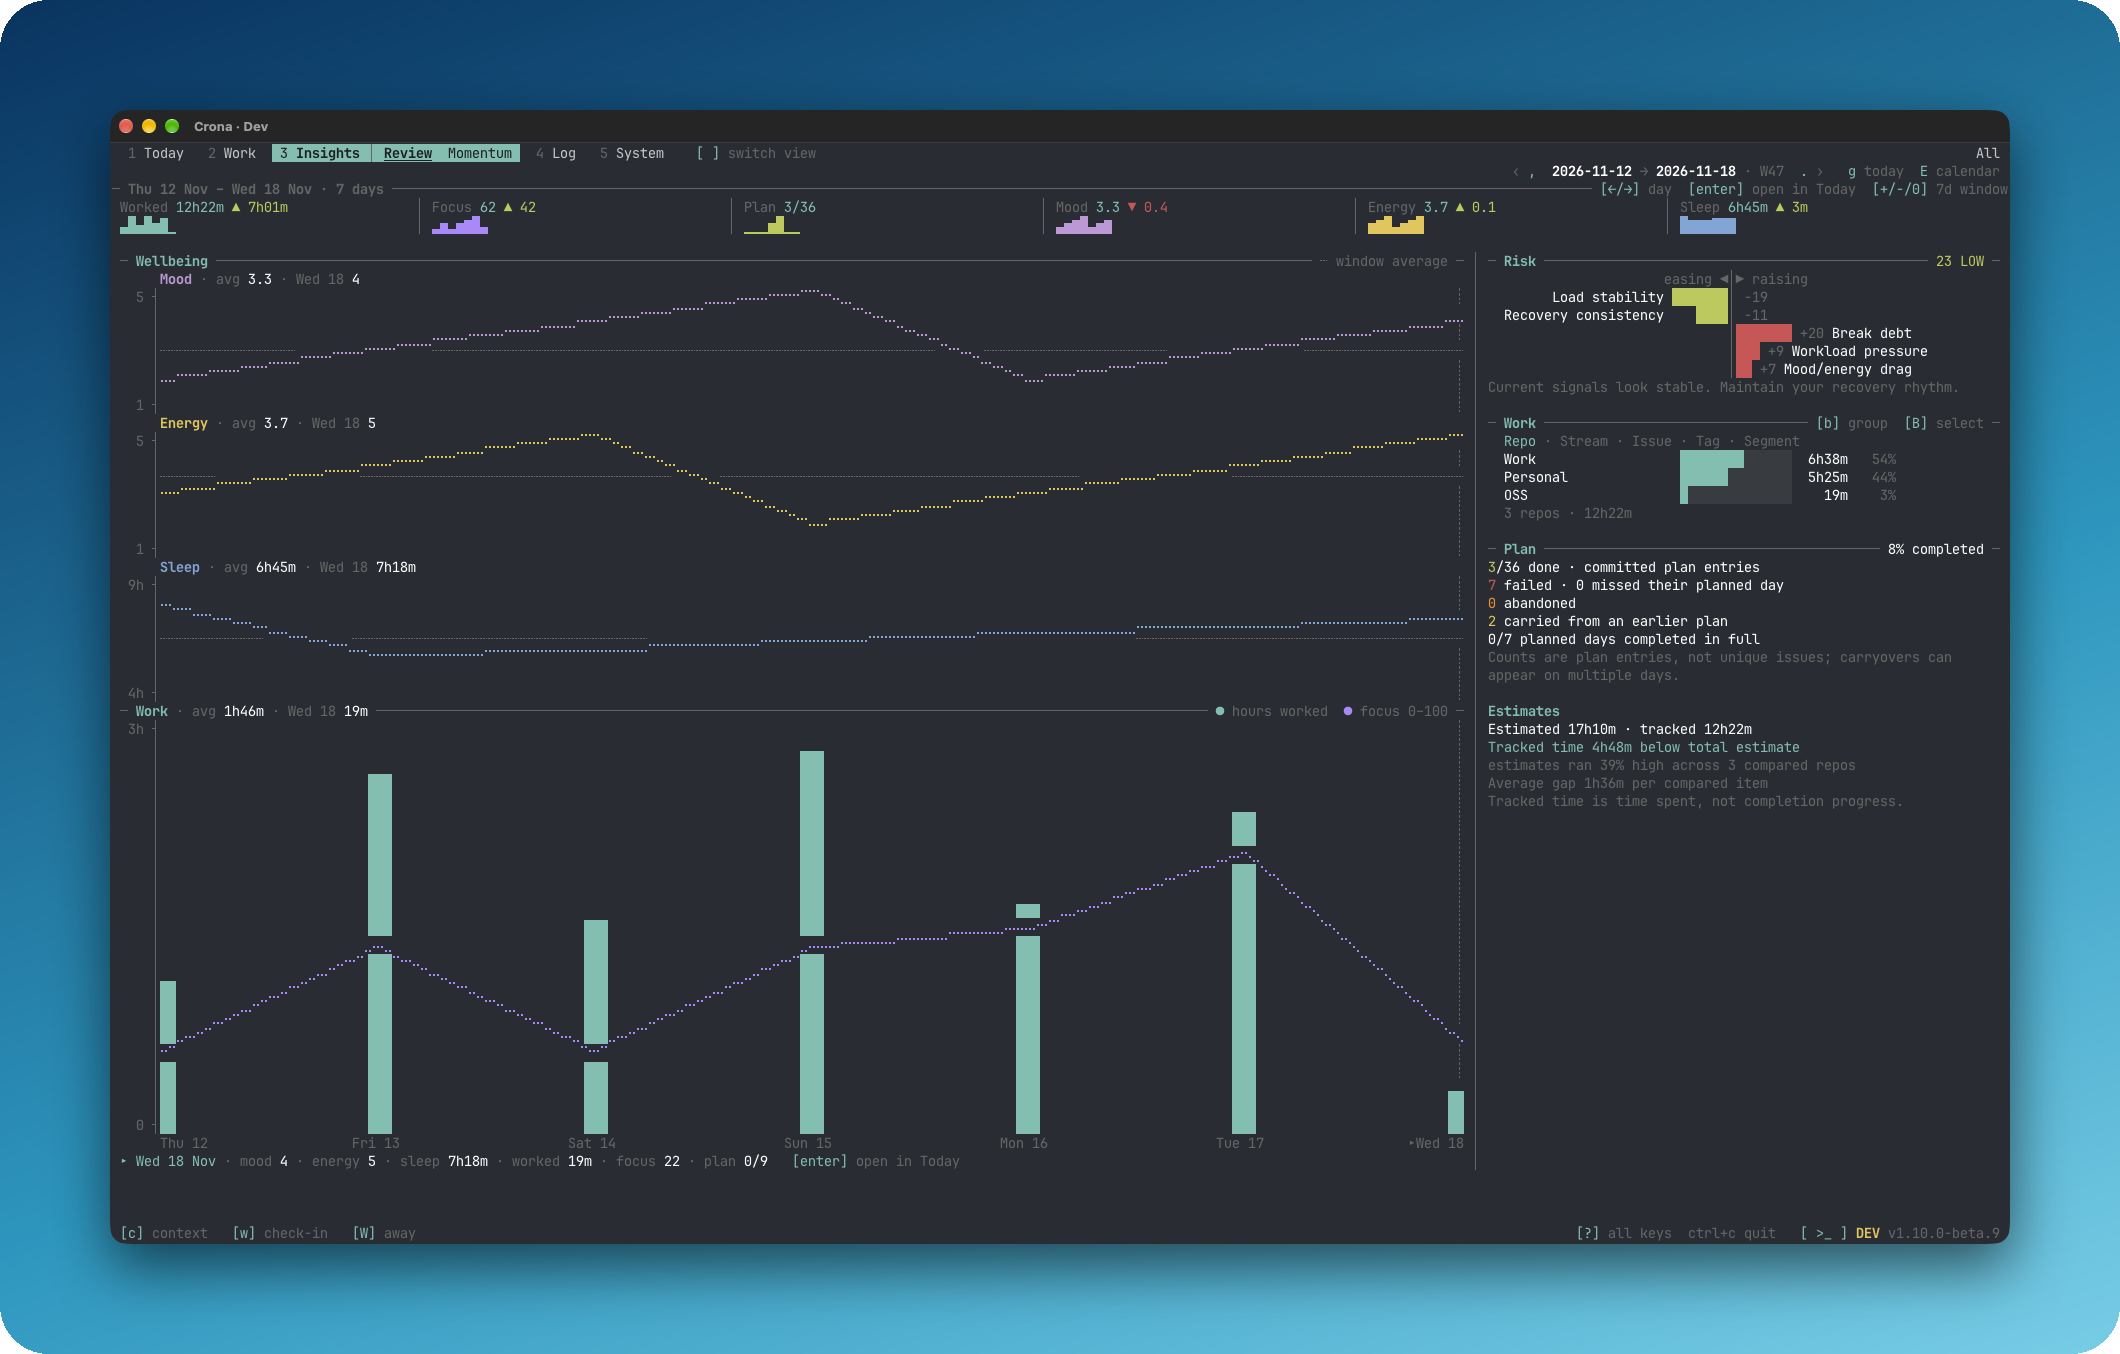 Crona · Dev
1 Today 2 Work 3 Insights Review Momentum 4 Log 5 System [ ] switch view All
‹ , 2026-11-12 → 2026-11-18 · W47 . › g today E calendar
Thu 12 Nov – Wed 18 Nov · 7 days [←/→] day [enter] open in Today [+/-/0] 7d window
Worked 12h22m ▲ 7h01m Focus 62 ▲ 42 Plan 3/36 Mood 3.3 ▼ 0.4 Energy 3.7 ▲ 0.1 Sleep 6h45m ▲ 3m
Wellbeing window average
Mood · avg 3.3 · Wed 18 4
5
1
Energy · avg 3.7 · Wed 18 5
5
1
Sleep · avg 6h45m · Wed 18 7h18m
9h
4h
Work · avg 1h46m · Wed 18 19m ● hours worked ● focus 0-100
3h
0
Thu 12 Fri 13 Sat 14 Sun 15 Mon 16 Tue 17 ▸Wed 18
▸ Wed 18 Nov · mood 4 · energy 5 · sleep 7h18m · worked 19m · focus 22 · plan 0/9 [enter] open in Today
Risk 23 LOW
easing ◀ ▶ raising
Load stability -19
Recovery consistency -11
+20 Break debt
+9 Workload pressure
+7 Mood/energy drag
Current signals look stable. Maintain your recovery rhythm.
Work [b] group [B] select
Repo · Stream · Issue · Tag · Segment
Work 6h38m 54%
Personal 5h25m 44%
OSS 19m 3%
3 repos · 12h22m
Plan 8% completed
3/36 done · committed plan entries
7 failed · 0 missed their planned day
0 abandoned
2 carried from an earlier plan
0/7 planned days completed in full
Counts are plan entries, not unique issues; carryovers can
appear on multiple days.
Estimates
Estimated 17h10m · tracked 12h22m
Tracked time 4h48m below total estimate
estimates ran 39% high across 3 compared repos
Average gap 1h36m per compared item
Tracked time is time spent, not completion progress.
[c] context [w] check-in [W] away [?] all keys ctrl+c quit [ >_ ] DEV v1.10.0-beta.9